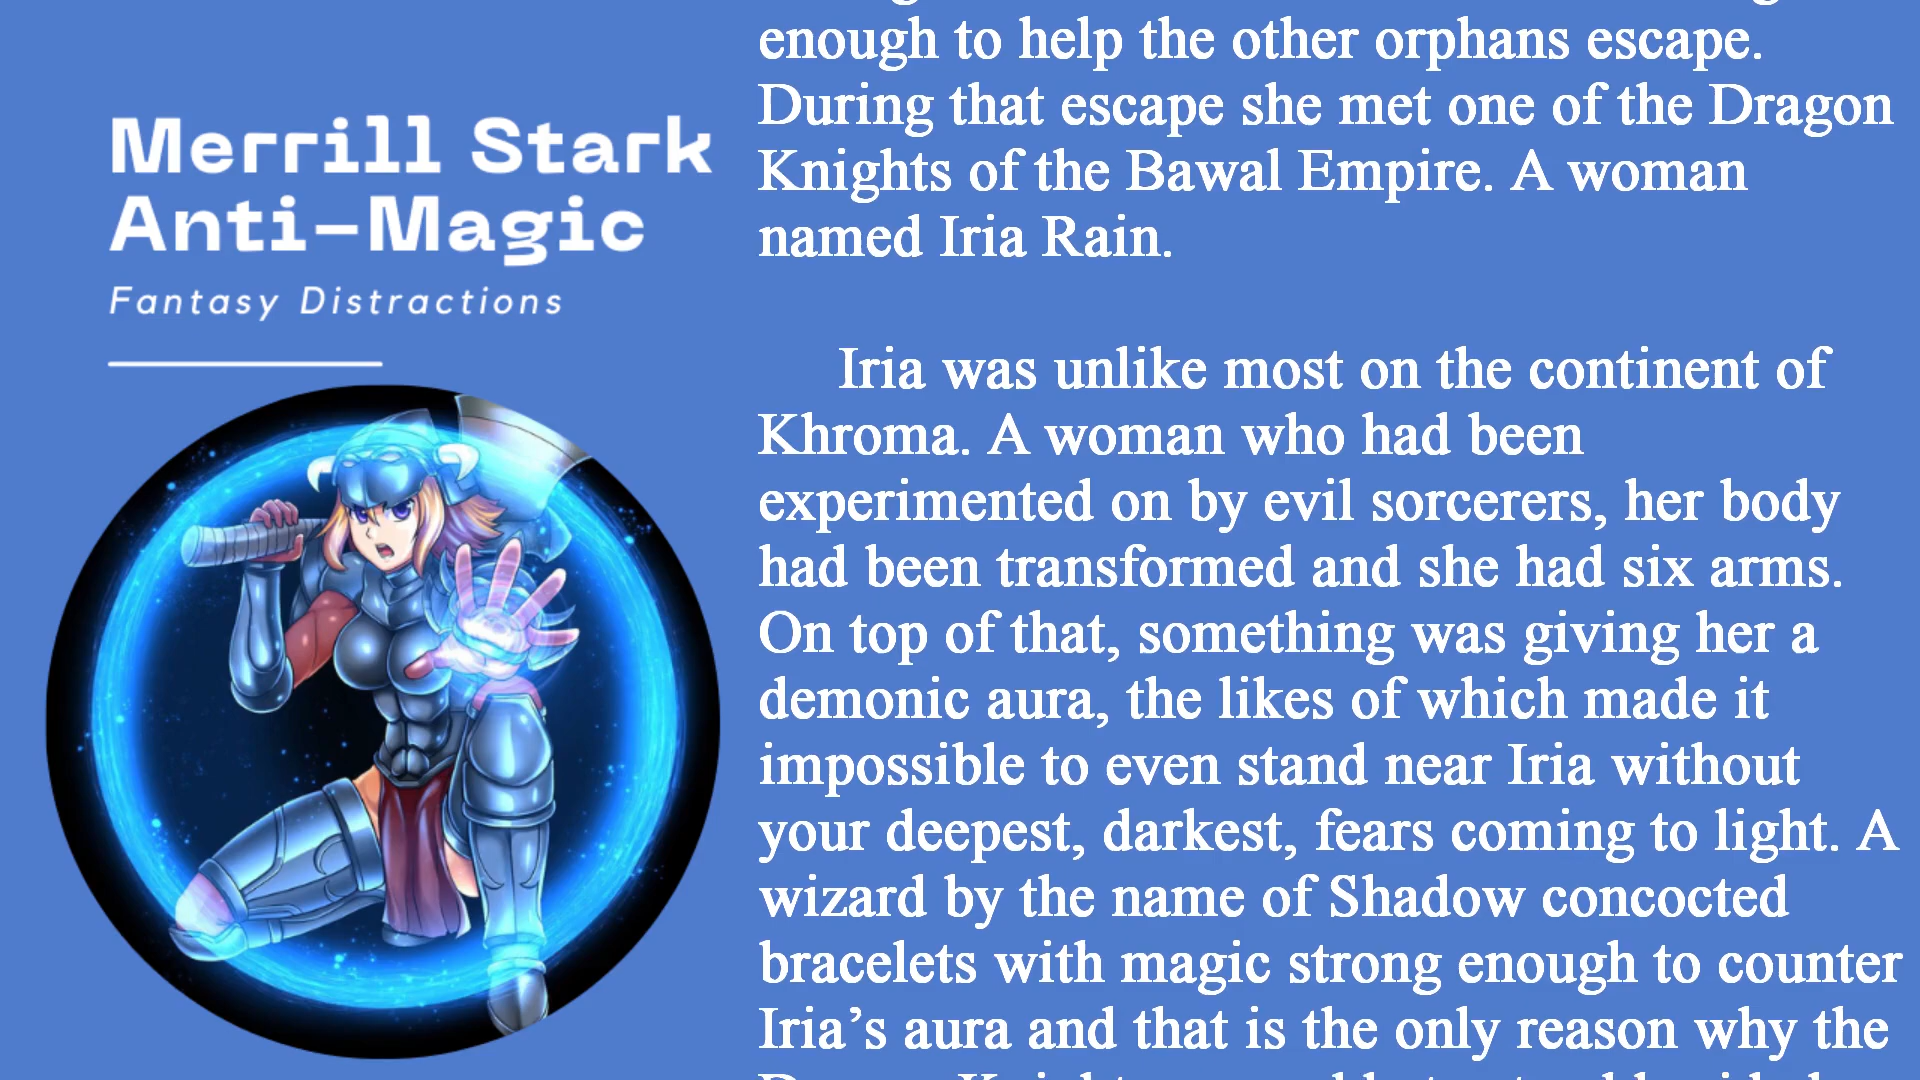 Merrill Stark
Anti-Magic
Fantasy Distractions
enough to help the other orphans escape.
During that escape she met one of the Dragon
Knights of the Bawal Empire. A woman
named Iria Rain.
Iria was unlike most on the continent of
Khroma. A woman who had been
experimented on by evil sorcerers, her body
had been transformed and she had six arms.
On top of that, something was giving her a
demonic aura, the likes of which made it
impossible to even stand near Iria without
your deepest, darkest, fears coming to light. A
wizard by the name of Shadow concocted
bracelets with magic strong enough to counter
Iria’s aura and that is the only reason why the